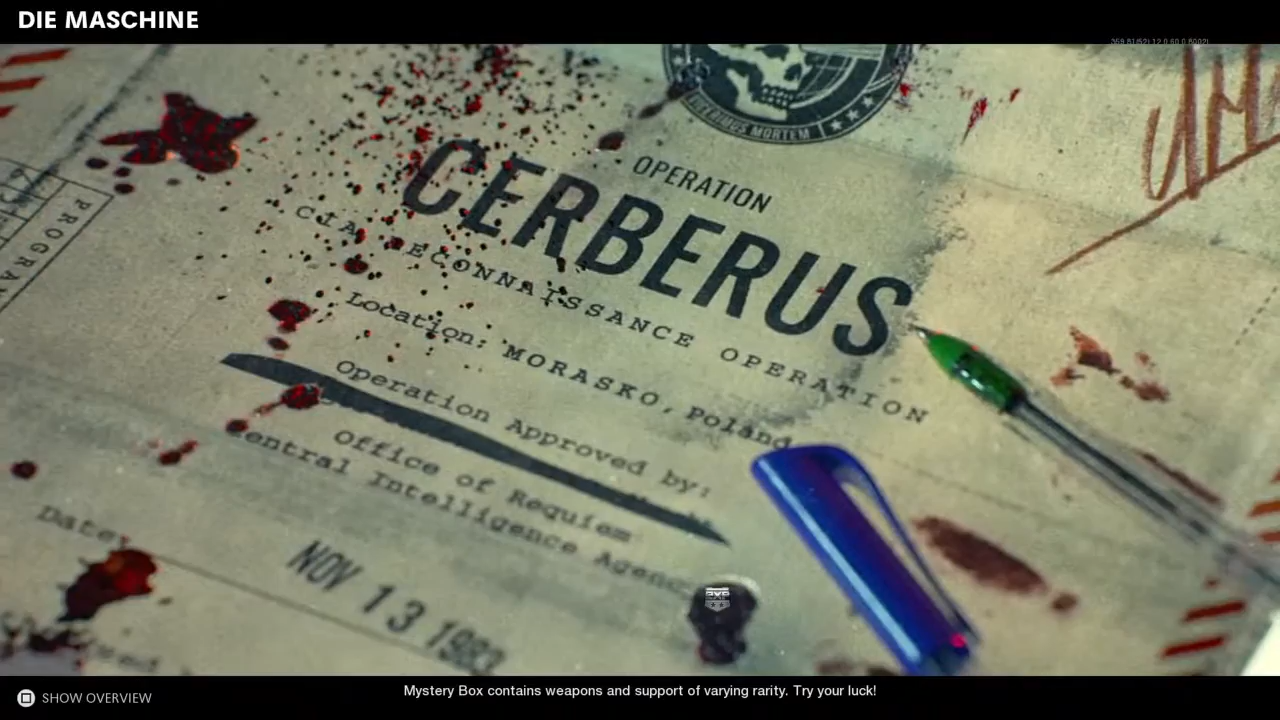 DIE MASCHINE
OPERATION
CERBERUS
CIA RECONNAISSANCE OPERATION
Location: MORASKO, Poland
Operation Approved by:
Office of Requiem
Central Intelligence Agency
Date:
NOV 13 1983
PROGRA
MORTEM
SHOW OVERVIEW
Mystery Box contains weapons and support of varying rarity. Try your luck!